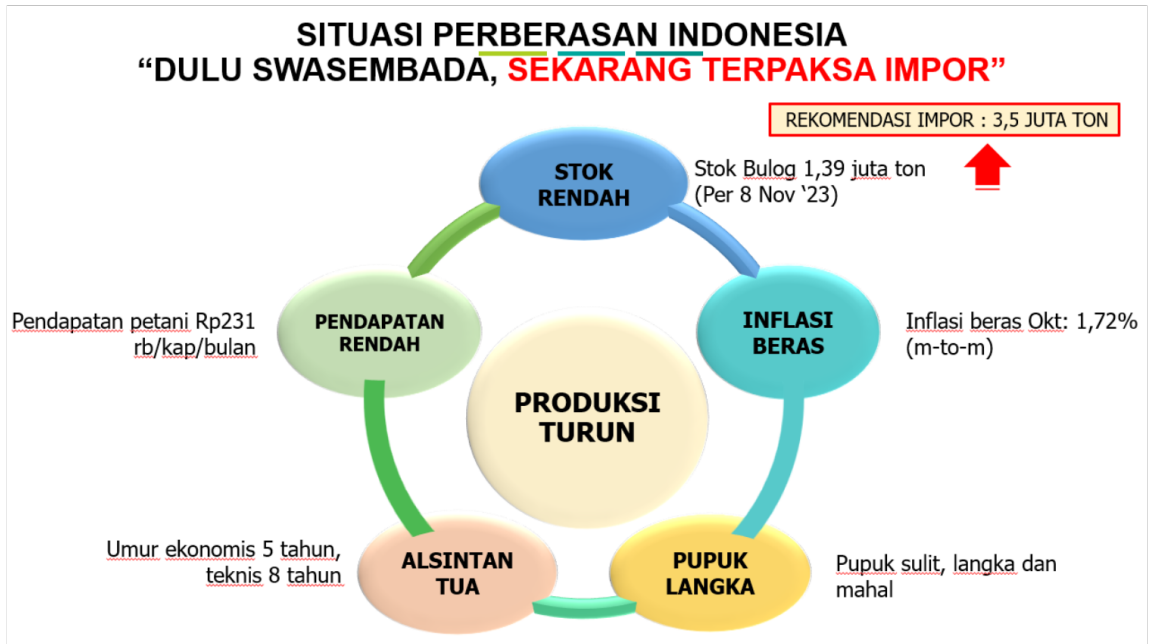 SITUASI PERBERASAN INDONESIA
“DULU SWASEMBADA, SEKARANG TERPAKSA IMPOR”
REKOMENDASI IMPOR : 3,5 JUTA TON
STOK
RENDAH
Stok Bulog 1,39 juta ton
(Per 8 Nov ‘23)
INFLASI
BERAS
Inflasi beras Okt: 1,72%
(m-to-m)
PUPUK
LANGKA
Pupuk sulit, langka dan
mahal
ALSINTAN
TUA
Umur ekonomis 5 tahun,
teknis 8 tahun
PENDAPATAN
RENDAH
Pendapatan petani Rp231
rb/kap/bulan
PRODUKSI
TURUN